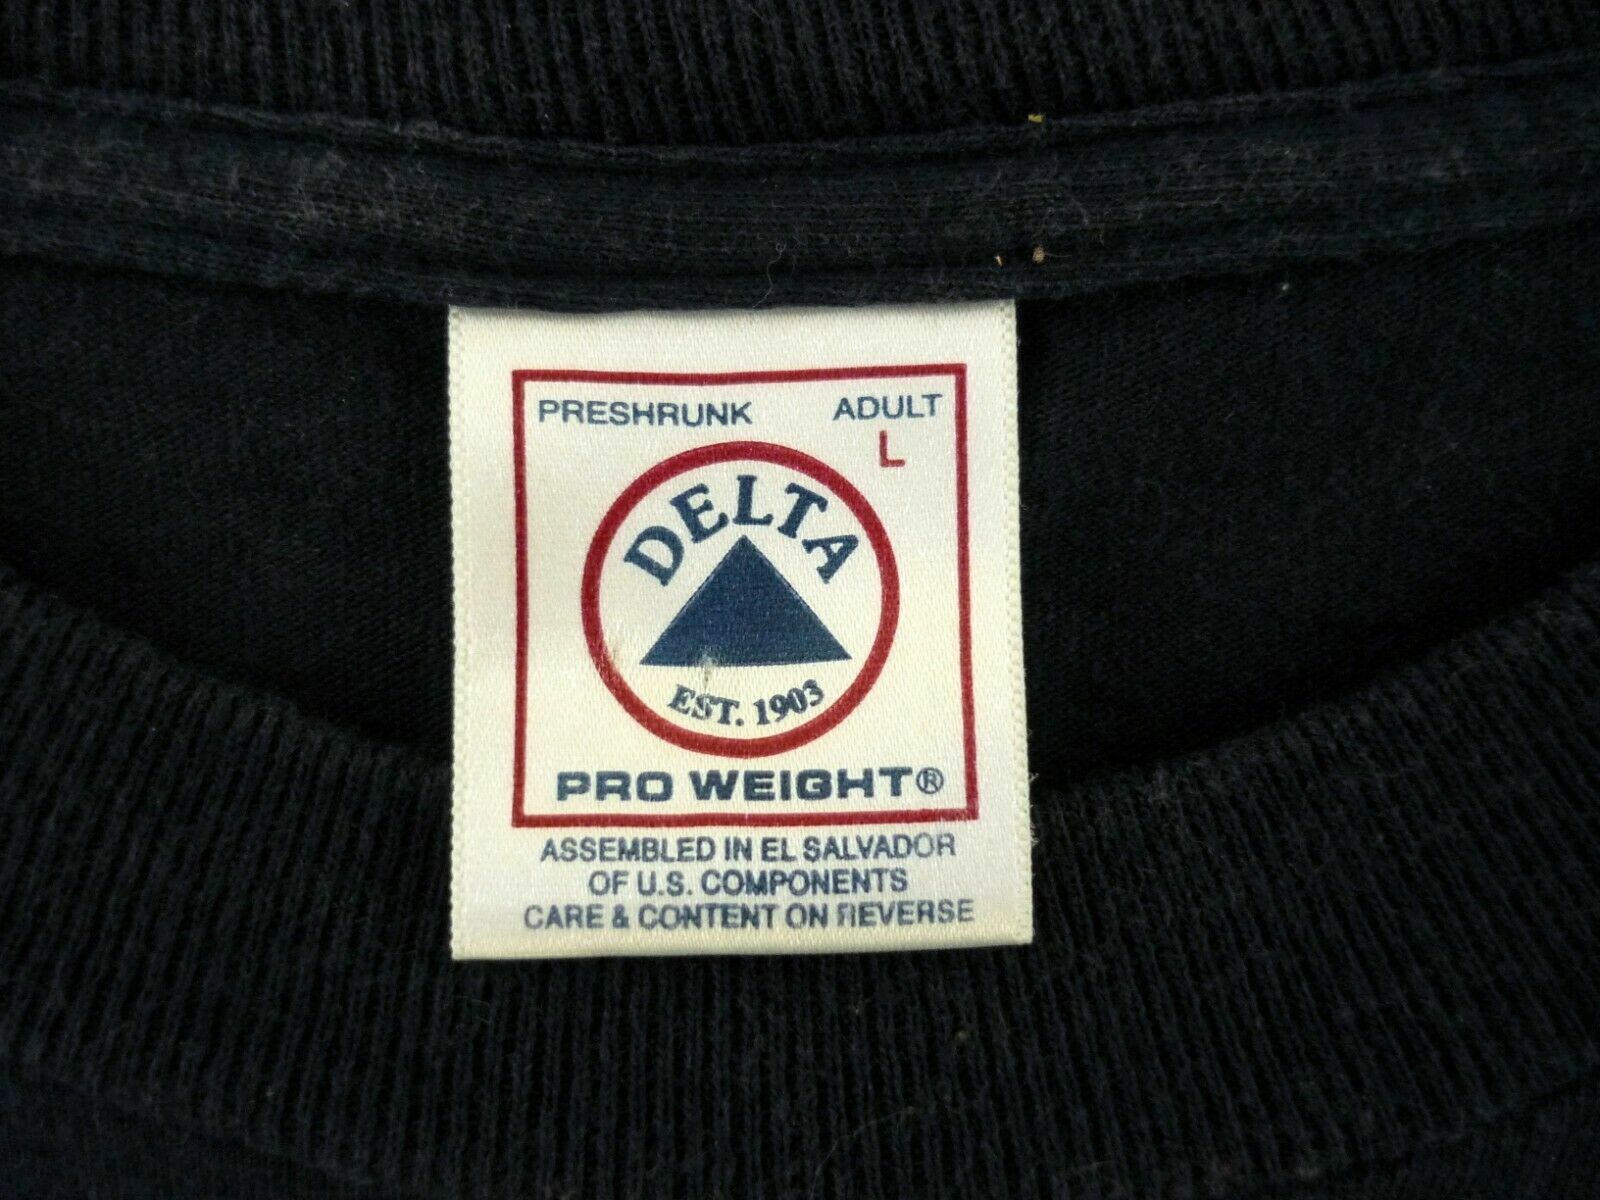 PRESHRUNK ADULT
L
DELTA
EST. 1903
PRO WEIGHT®
ASSEMBLED IN EL SALVADOR
OF U.S. COMPONENTS
CARE & CONTENT ON REVERSE